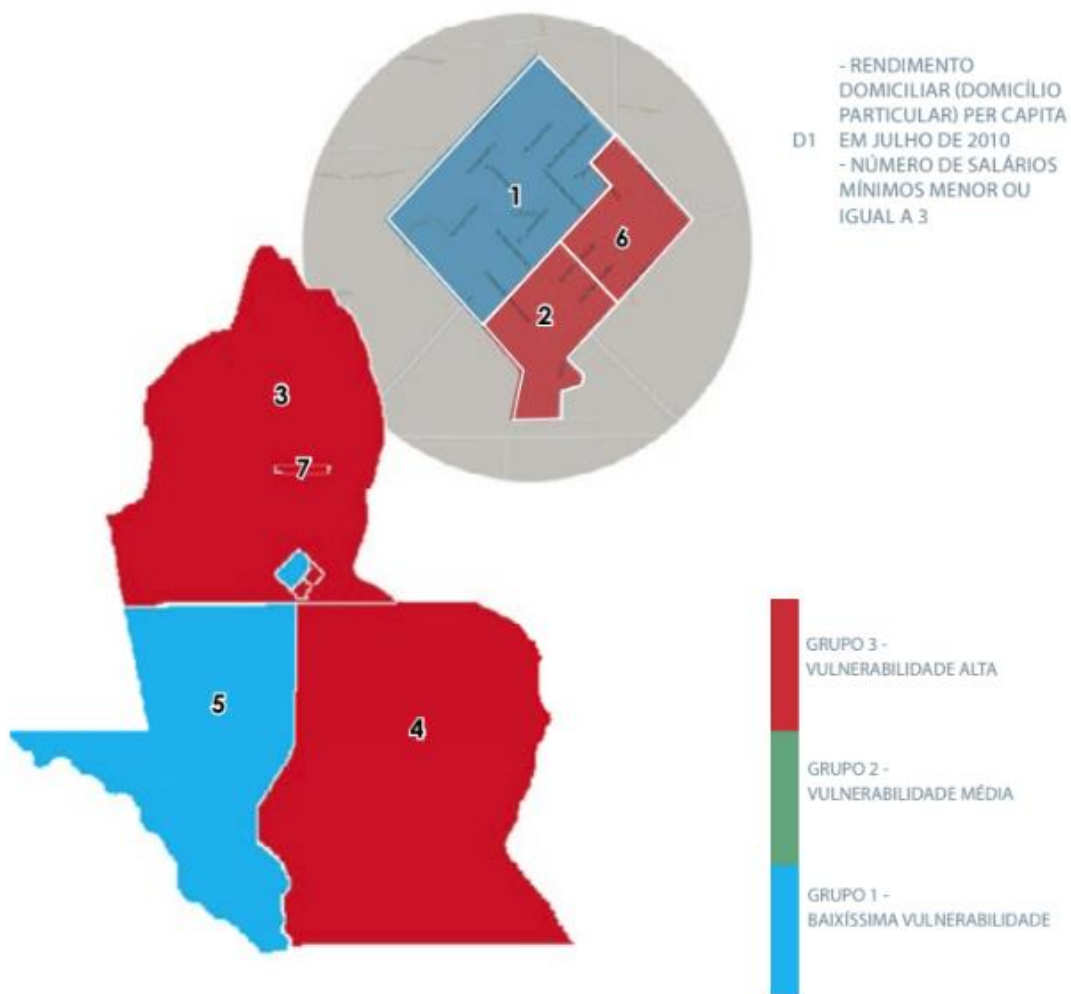 - RENDIMENTO
DOMICILIAR (DOMICÍLIO
PARTICULAR) PER CAPITA
D1 EM JULHO DE 2010
- NÚMERO DE SALÁRIOS
MÍNIMOS MENOR OU
IGUAL A 3
1
6
2
3
7
5
4
GRUPO 3 -
VULNERABILIDADE ALTA
GRUPO 2 -
VULNERABILIDADE MÉDIA
GRUPO 1 -
BAIXÍSSIMA VULNERABILIDADE